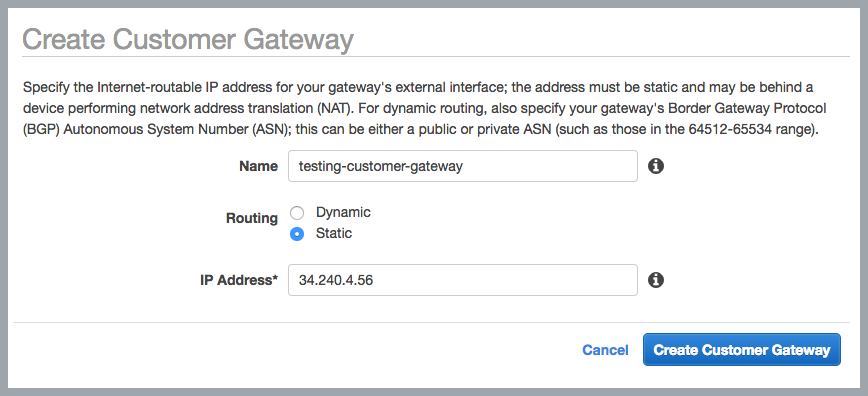 Create Customer Gateway
Specify the Internet-routable IP address for your gateway's external interface; the address must be static and may be behind a
device performing network address translation (NAT). For dynamic routing, also specify your gateway's Border Gateway Protocol
(BGP) Autonomous System Number (ASN); this can be either a public or private ASN (such as those in the 64512-65534 range).
Name testing-customer-gateway
Routing Dynamic
Static
IP Address* 34.240.4.56
Cancel Create Customer Gateway